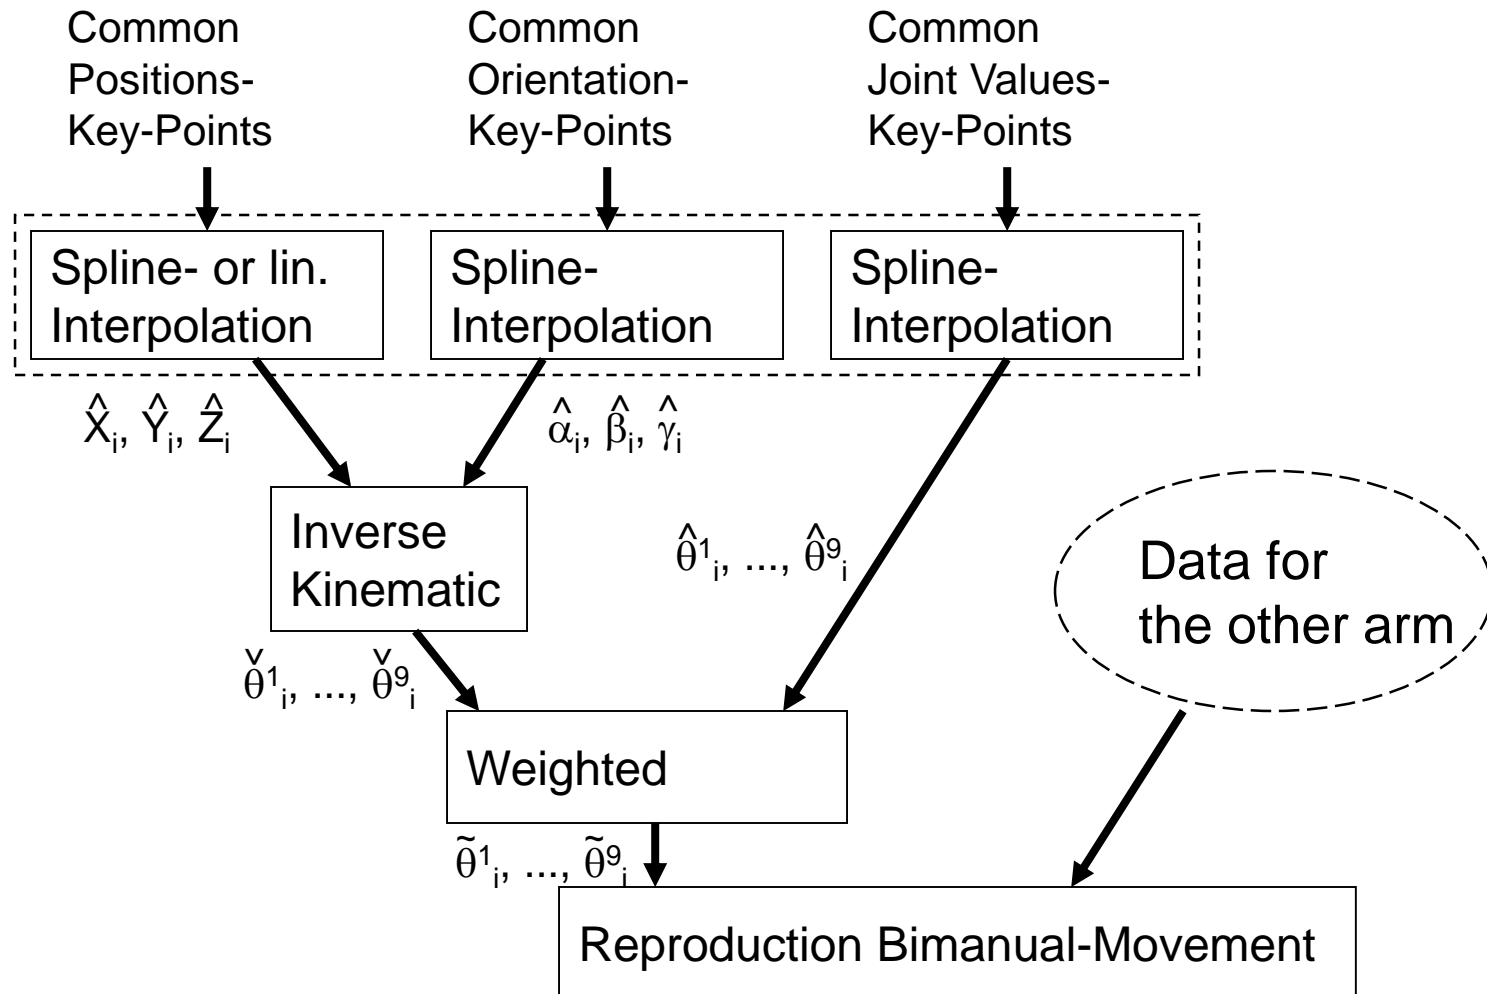 Common
Positions-
Key-Points
Common
Orientation-
Key-Points
Common
Joint Values-
Key-Points
Spline- or lin.
Interpolation
Spline-
Interpolation
Spline-
Interpolation
X̂ᵢ, Ŷᵢ, Ẑᵢ
α̂ᵢ, β̂ᵢ, γ̂ᵢ
Inverse
Kinematic
θ̂¹ᵢ, ..., θ̂⁹ᵢ
Data for
the other arm
θ̌¹ᵢ, ..., θ̌⁹ᵢ
Weighted
θ̃¹ᵢ, ..., θ̃⁹ᵢ
Reproduction Bimanual-Movement